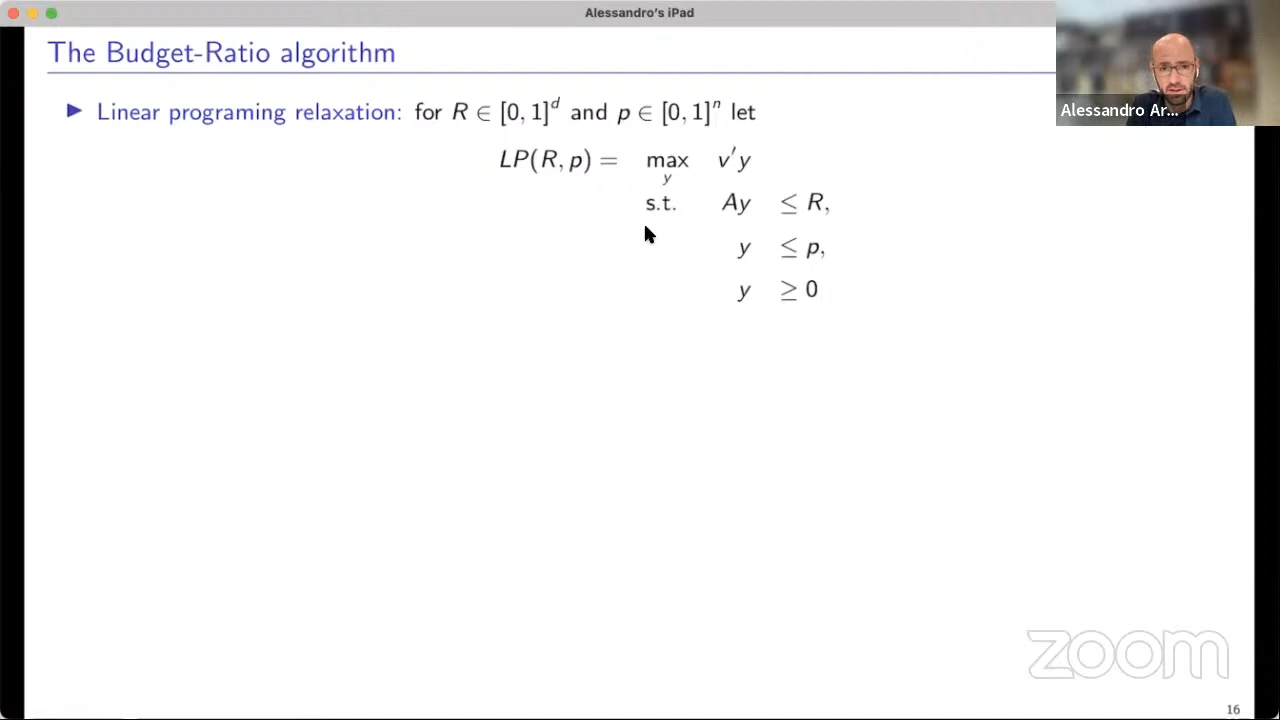 Alessandro's iPad
The Budget-Ratio algorithm
Alessandro Ar...
▶ Linear programing relaxation: for R ∈ [0, 1]^d and p ∈ [0, 1]^n let
LP(R, p) = max_y v′y
s.t. Ay ≤ R,
y ≤ p,
y ≥ 0
zoom
16